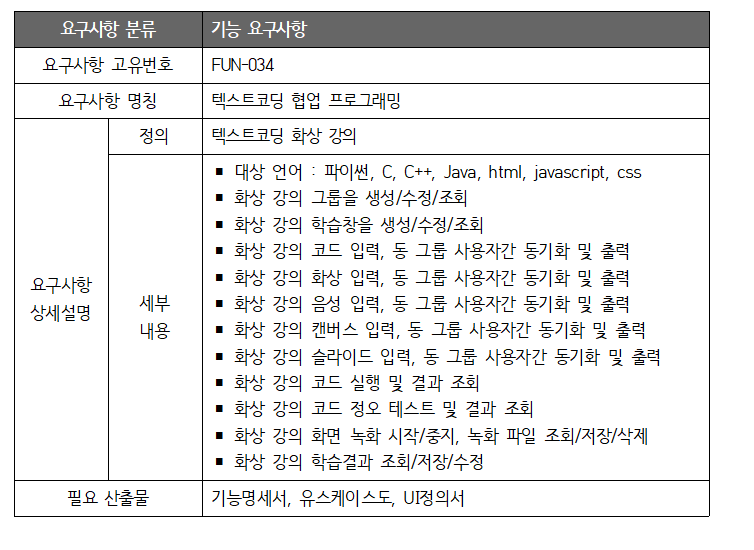 요구사항 분류 기능 요구사항
요구사항 고유번호 FUN-034
요구사항 명칭 텍스트코딩 협업 프로그래밍
요구사항 상세설명
정의 텍스트코딩 화상 강의
세부 내용
■ 대상 언어 : 파이썬, C, C++, Java, html, javascript, css
■ 화상 강의 그룹을 생성/수정/조회
■ 화상 강의 학습창을 생성/수정/조회
■ 화상 강의 코드 입력, 동 그룹 사용자간 동기화 및 출력
■ 화상 강의 화상 입력, 동 그룹 사용자간 동기화 및 출력
■ 화상 강의 음성 입력, 동 그룹 사용자간 동기화 및 출력
■ 화상 강의 캔버스 입력, 동 그룹 사용자간 동기화 및 출력
■ 화상 강의 슬라이드 입력, 동 그룹 사용자간 동기화 및 출력
■ 화상 강의 코드 실행 및 결과 조회
■ 화상 강의 코드 정오 테스트 및 결과 조회
■ 화상 강의 화면 녹화 시작/중지, 녹화 파일 조회/저장/삭제
■ 화상 강의 학습결과 조회/저장/수정
필요 산출물 기능명세서, 유스케이스도, UI정의서